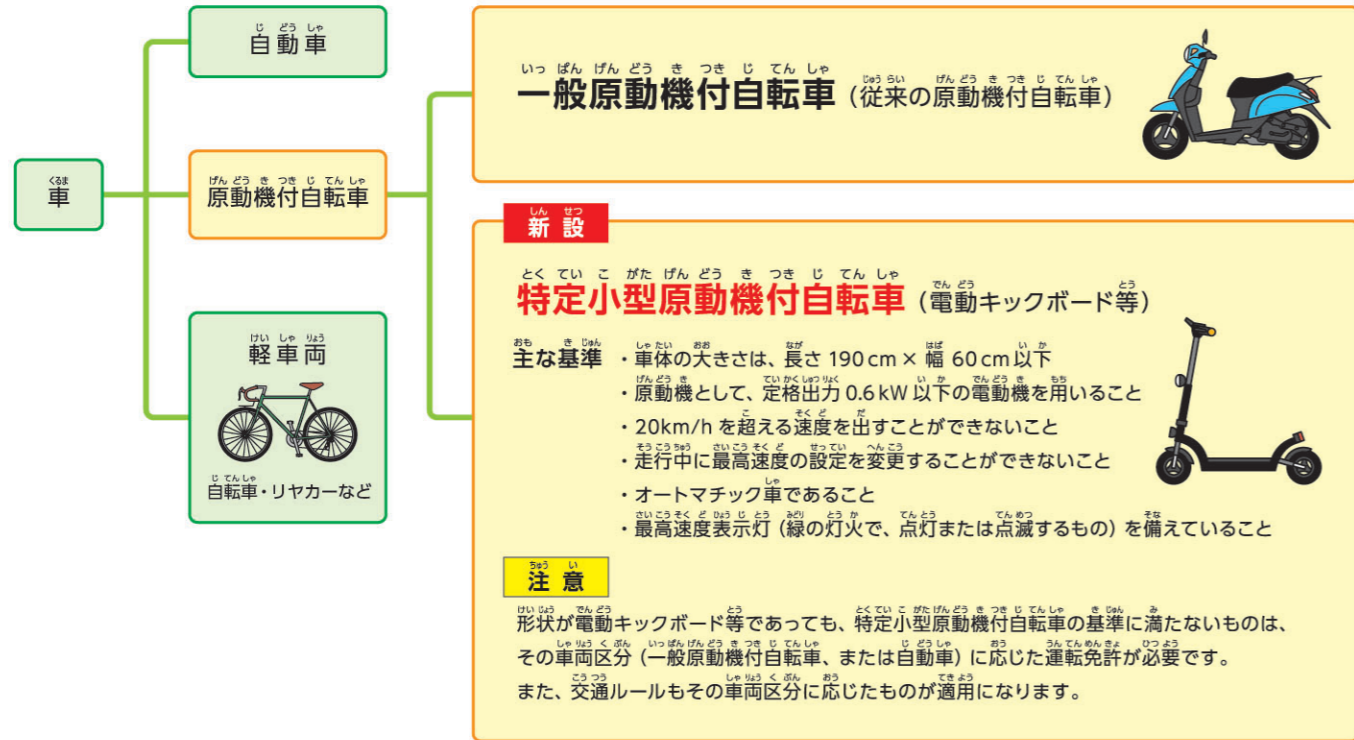 車
自動車
原動機付自転車
軽車両
自転車・リヤカーなど
一般原動機付自転車（従来の原動機付自転車）
新設
特定小型原動機付自転車（電動キックボード等）
主な基準 ・車体の大きさは、長さ 190cm × 幅 60cm以下
・原動機として、定格出力 0.6kW 以下の電動機を用いること
・20km/h を超える速度を出すことができないこと
・走行中に最高速度の設定を変更することができないこと
・オートマチック車であること
・最高速度表示灯（緑の灯火で、点灯または点滅するもの）を備えていること
注意
形状が電動キックボード等であっても、特定小型原動機付自転車の基準に満たないものは、
その車両区分（一般原動機付自転車、または自動車）に応じた運転免許が必要です。
また、交通ルールもその車両区分に応じたものが適用になります。